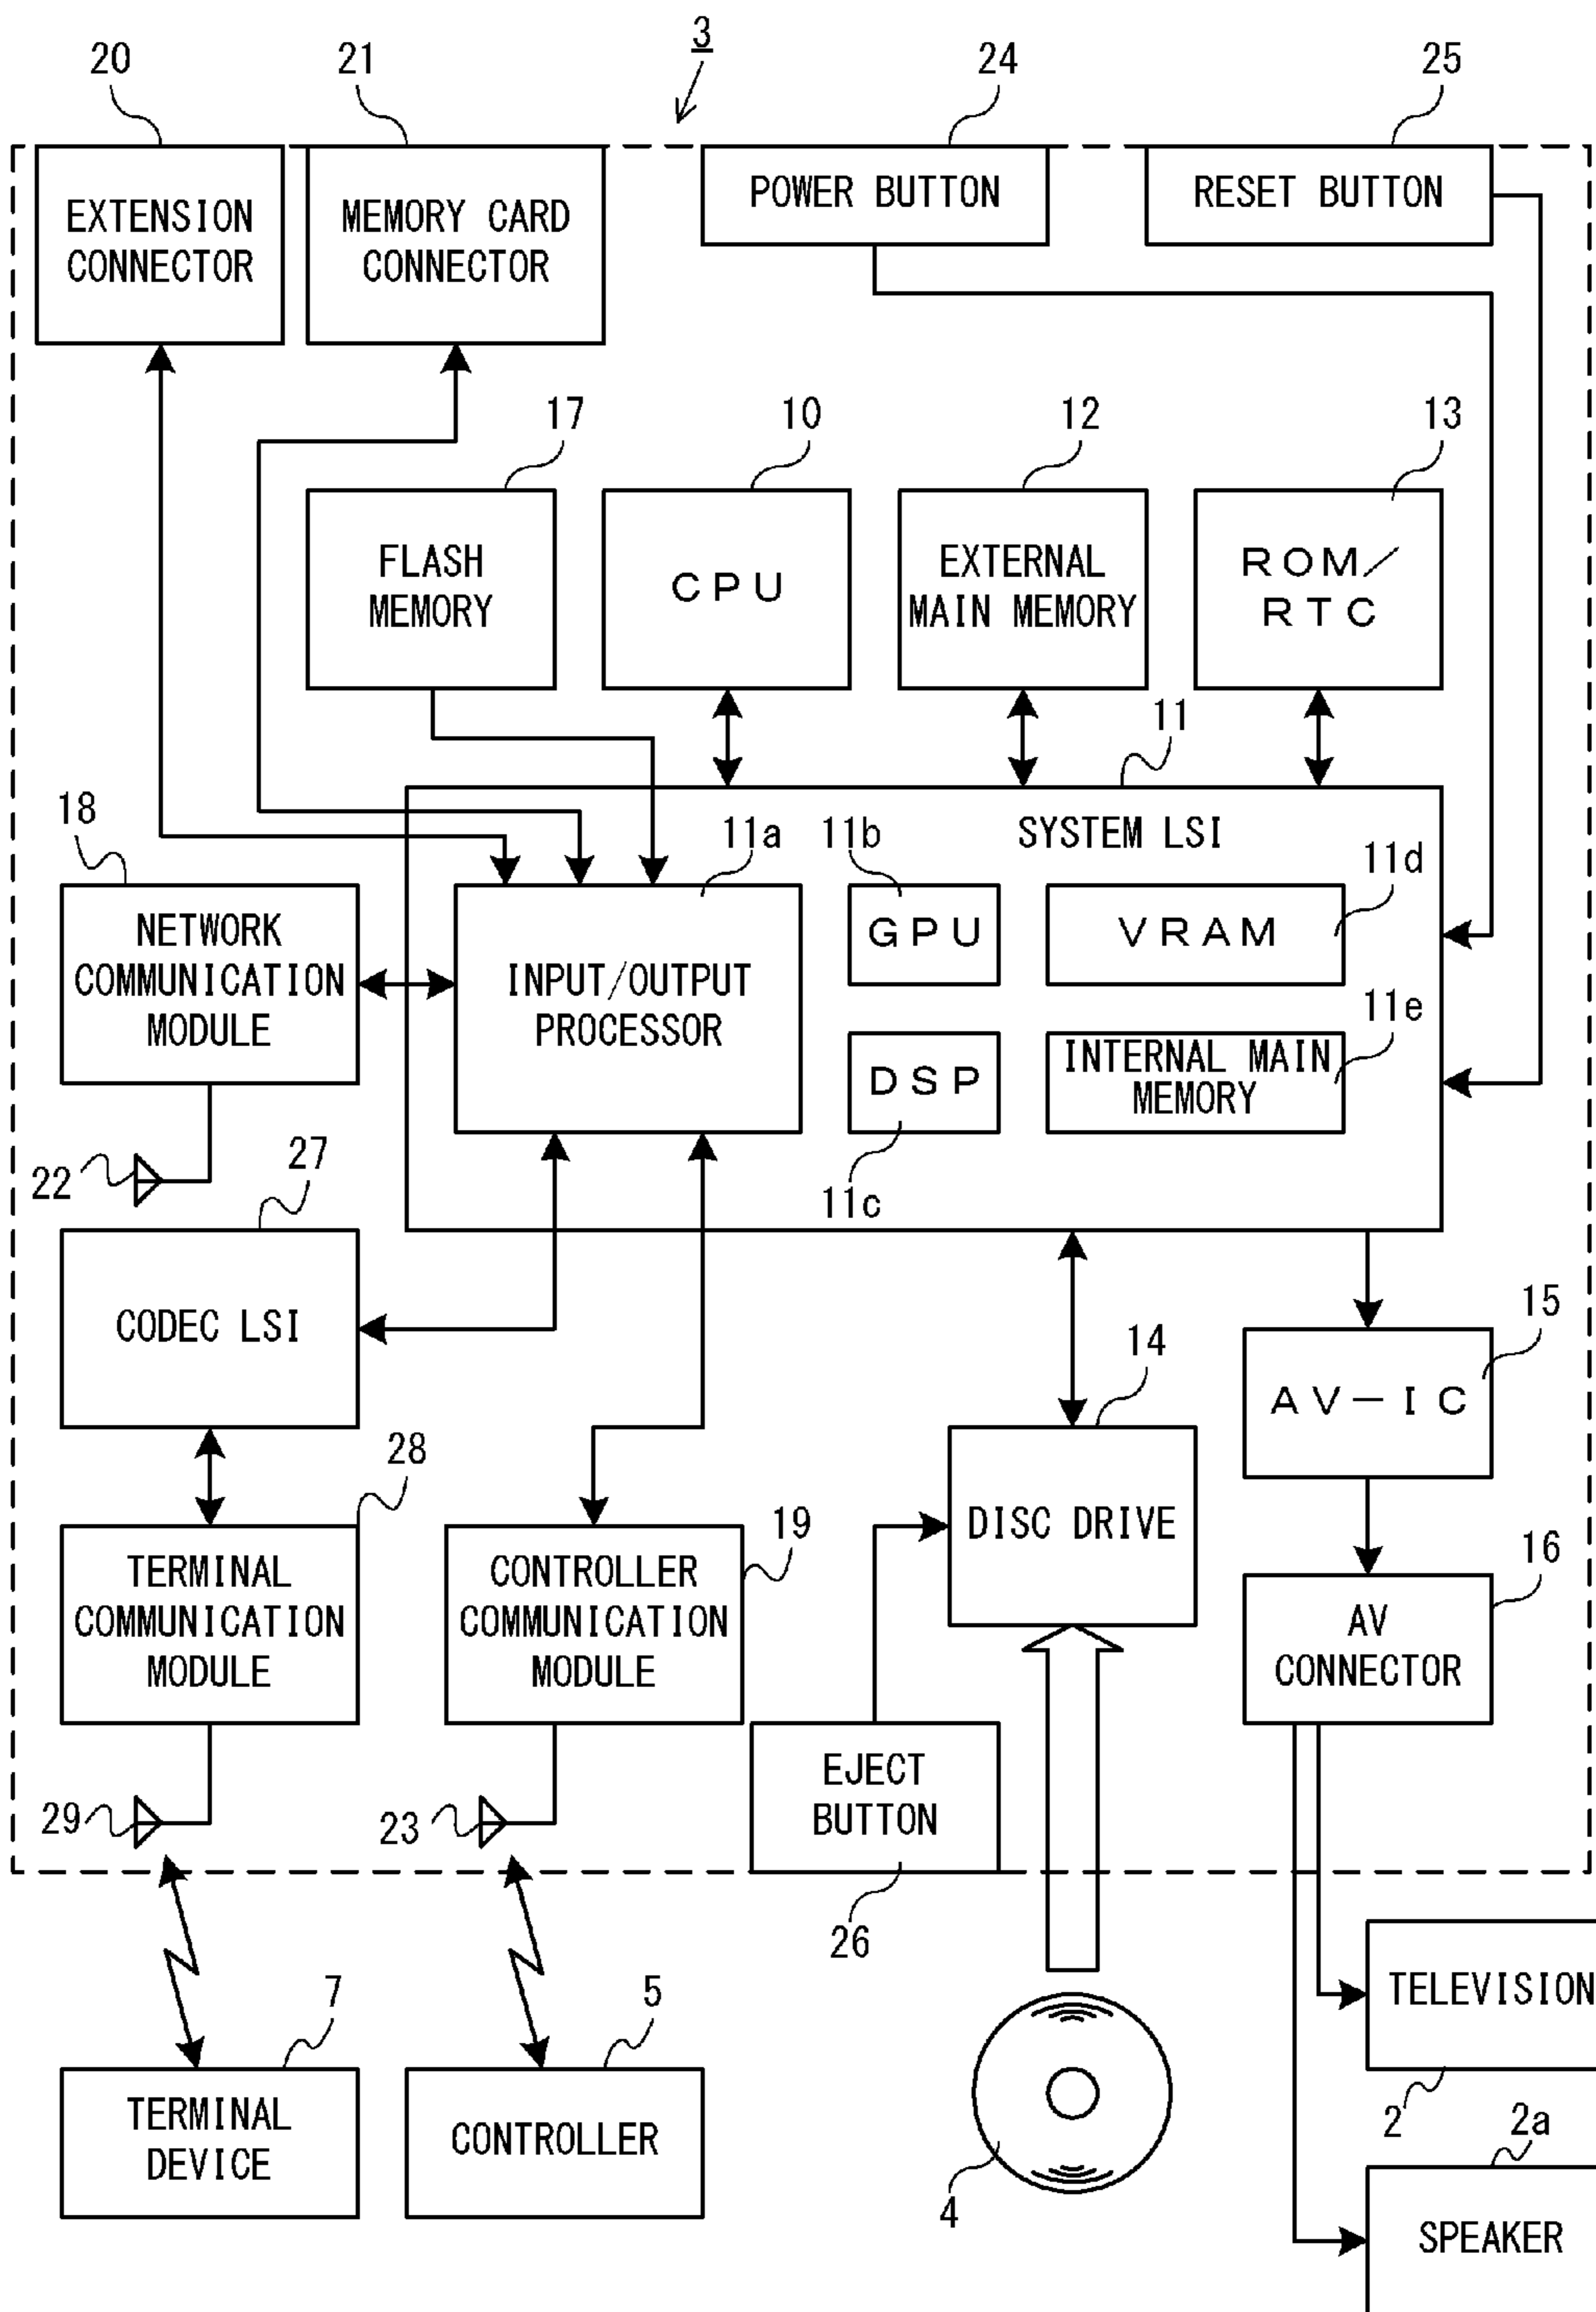 3
20
21
24
25
EXTENSION
CONNECTOR
MEMORY CARD
CONNECTOR
POWER BUTTON
RESET BUTTON
17
10
12
13
FLASH
MEMORY
CPU
EXTERNAL
MAIN MEMORY
ROM/
RTC
11
18
11a
11b
SYSTEM LSI
11d
NETWORK
COMMUNICATION
MODULE
INPUT/OUTPUT
PROCESSOR
GPU
VRAM
11e
DSP
INTERNAL MAIN
MEMORY
22
27
11c
CODEC LSI
15
14
AV-IC
28
19
DISC DRIVE
16
TERMINAL
COMMUNICATION
MODULE
CONTROLLER
COMMUNICATION
MODULE
AV
CONNECTOR
EJECT
BUTTON
29
23
26
7
5
TELEVISION
2
TERMINAL
DEVICE
CONTROLLER
4
2a
SPEAKER